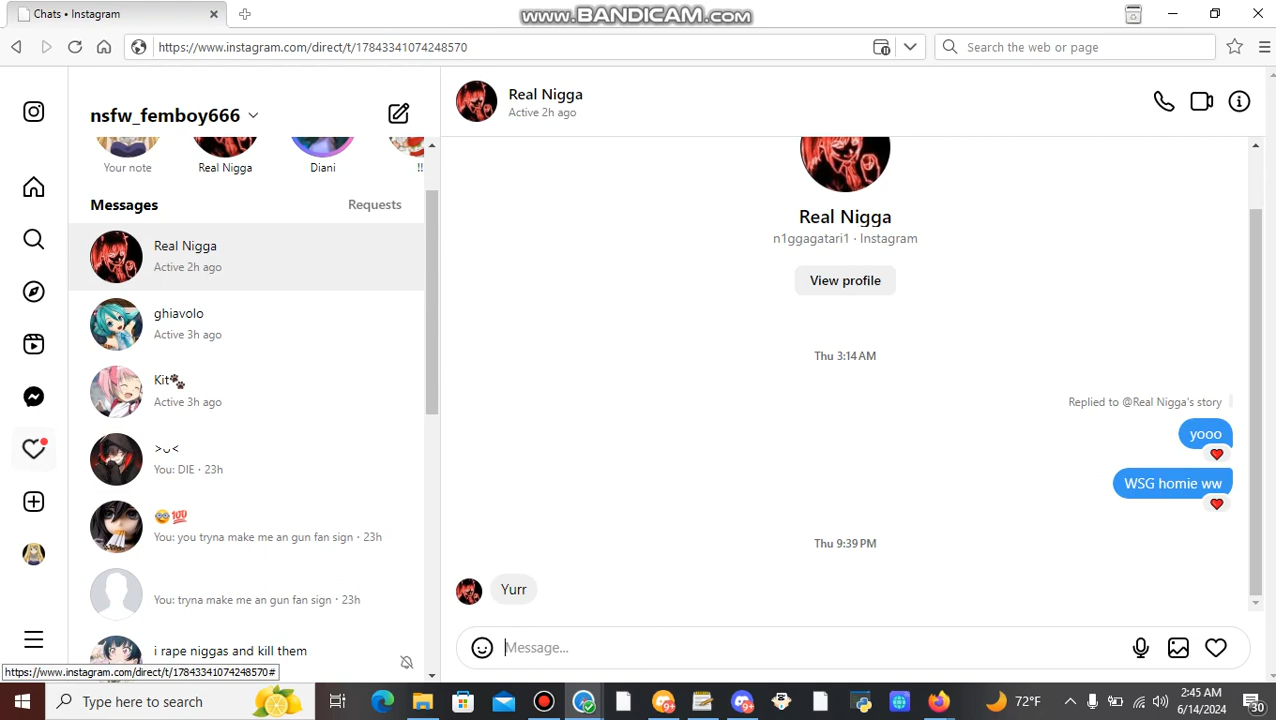 Chats • Instagram
www.BANDICAM.com
https://www.instagram.com/direct/t/17843341074248570
Search the web or page
nsfw_femboy666
Your note
Real Nigga
Diani
!!
Messages
Requests
Real Nigga
Active 2h ago
ghiavolo
Active 3h ago
Kit🐾
Active 3h ago
>ᴗ<
You: DIE · 23h
🥸💯
You: you tryna make me an gun fan sign · 23h
You: tryna make me an gun fan sign · 23h
i rape niggas and kill them
https://www.instagram.com/direct/t/17843341074248570#
Real Nigga
Active 2h ago
Real Nigga
n1ggagatari1 · Instagram
View profile
Thu 3:14 AM
Replied to @Real Nigga's story
yooo
WSG homie ww
Thu 9:39 PM
Yurr
Message...
Type here to search
9+
9+
72°F
2:45 AM
6/14/2024
30